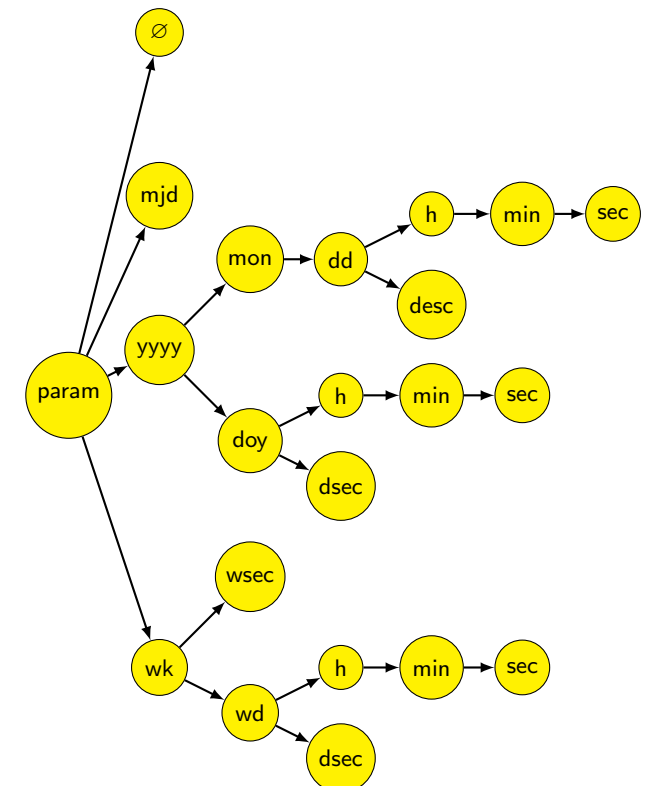 ∅
mjd
h min sec
mon dd
desc
yyyy
param
h min sec
doy
dsec
wsec
wk
h min sec
wd
dsec